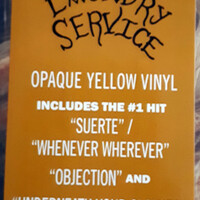 SERVICE
OPAQUE YELLOW VINYL
INCLUDES THE #1 HIT
"SUERTE" /
"WHENEVER WHEREVER"
"OBJECTION" AND